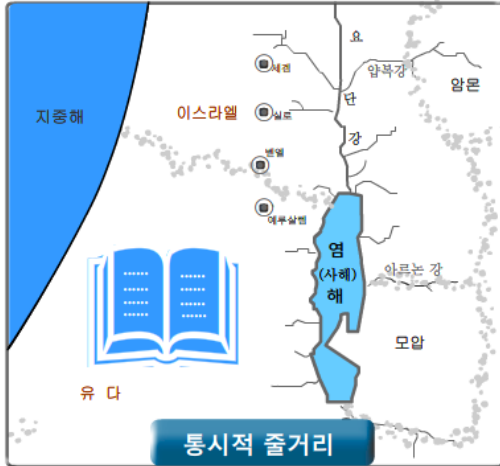 요
단
강
세겜
얍복강
암몬
지중해
이스라엘
실로
벧엘
예루살렘
염
(사해)
해
아르논 강
모압
유 다
통시적 줄거리